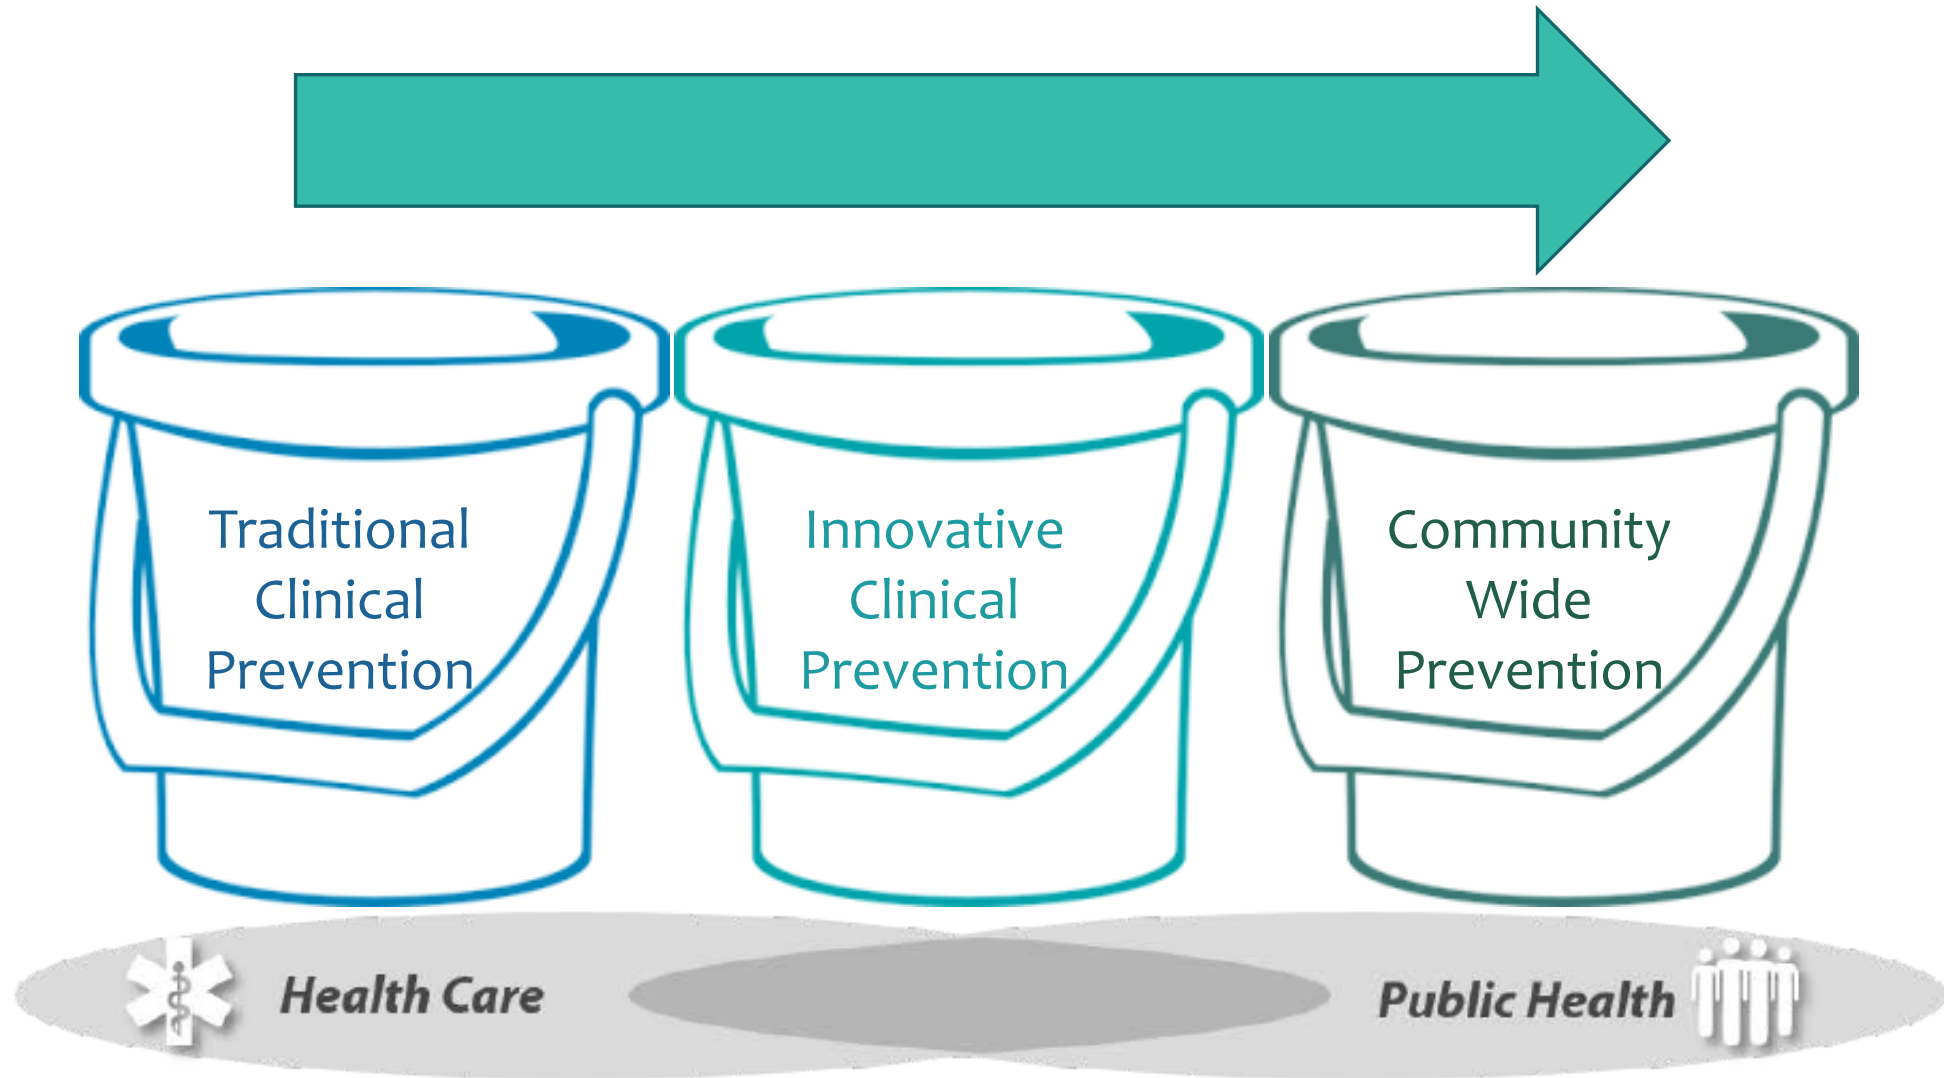 Traditional
Clinical
Prevention
Innovative
Clinical
Prevention
Community
Wide
Prevention
Health Care
Public Health